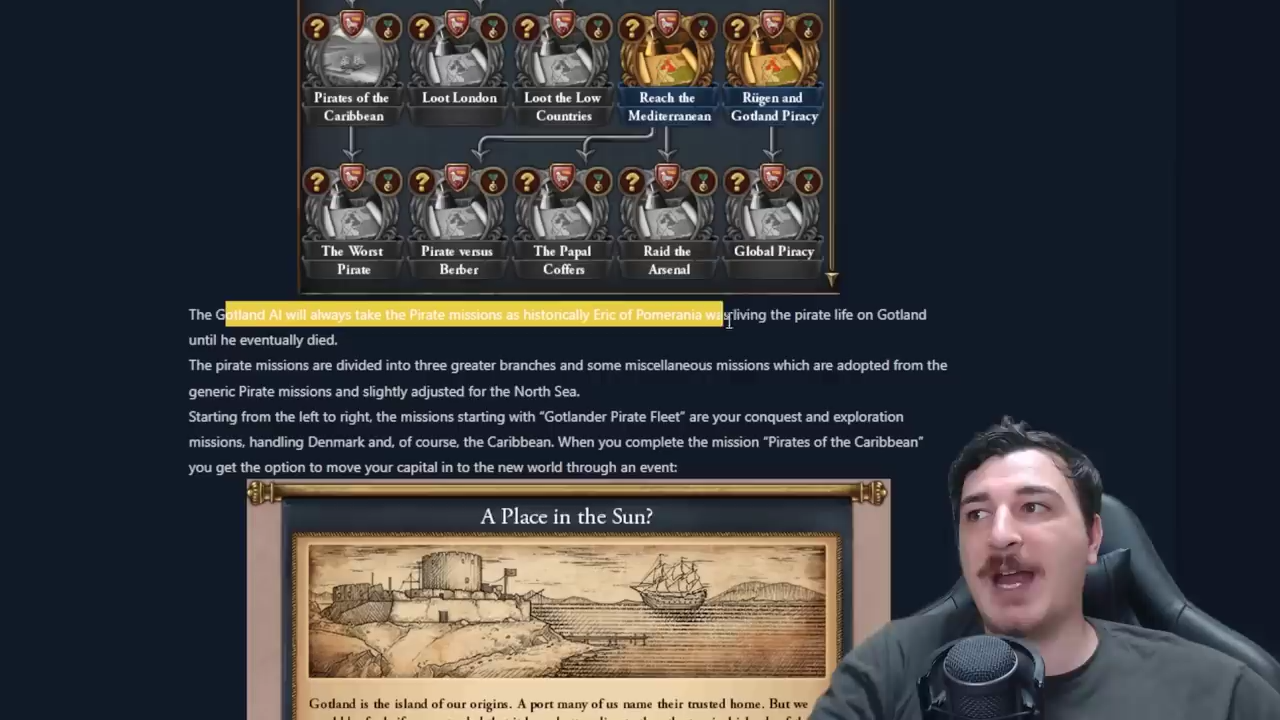 Pirates of the
Caribbean
Loot London
Loot the Low
Countries
Reach the
Mediterranean
Rügen and
Gotland Piracy
The Worst
Pirate
Pirate versus
Berber
The Papal
Coffers
Raid the
Arsenal
Global Piracy
The Gotland AI will always take the Pirate missions as historically Eric of Pomerania was living the pirate life on Gotland
until he eventually died.
The pirate missions are divided into three greater branches and some miscellaneous missions which are adopted from the
generic Pirate missions and slightly adjusted for the North Sea.
Starting from the left to right, the missions starting with “Gotlander Pirate Fleet” are your conquest and exploration
missions, handling Denmark and, of course, the Caribbean. When you complete the mission “Pirates of the Caribbean”
you get the option to move your capital in to the new world through an event:
A Place in the Sun?
Gotland is the island of our origins. A port many of us name their trusted home. But we